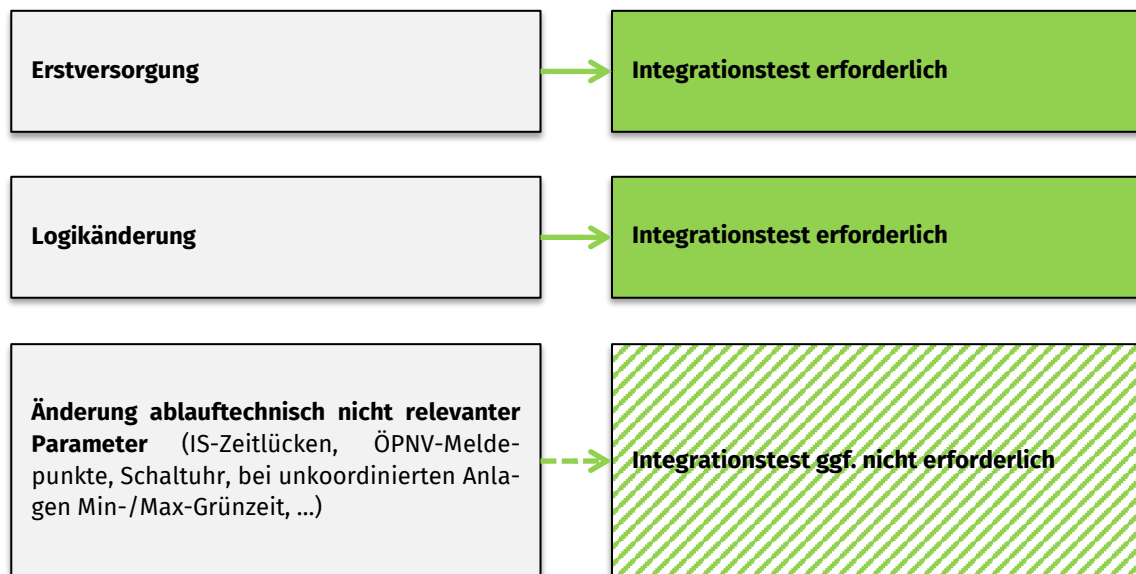 Erstversorgung
Integrationstest erforderlich
Logikänderung
Integrationstest erforderlich
Änderung ablauftechnisch nicht relevanter
Parameter (IS-Zeitlücken, ÖPNV-Melde-
punkte, Schaltuhr, bei unkoordinierten Anla-
gen Min-/Max-Grünzeit, ...)
Integrationstest ggf. nicht erforderlich